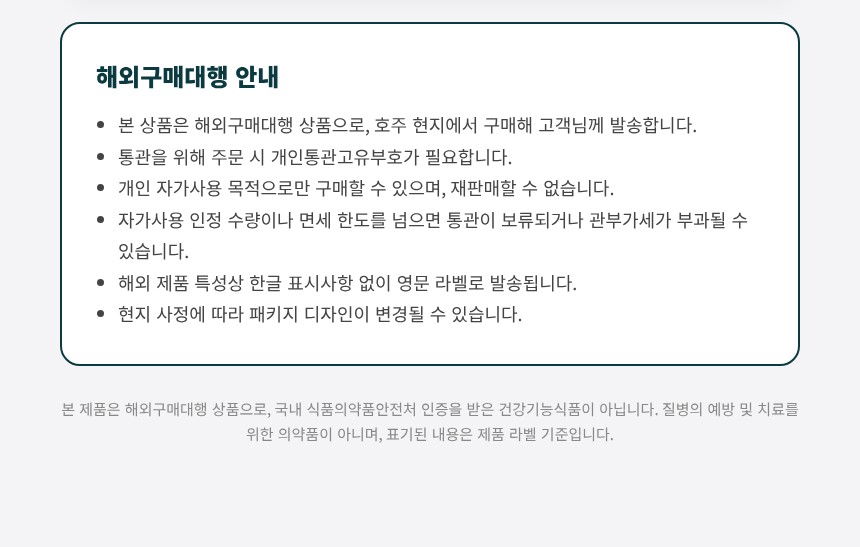 해외구매대행 안내
본 상품은 해외구매대행 상품으로, 호주 현지에서 구매해 고객님께 발송합니다.
통관을 위해 주문 시 개인통관고유부호가 필요합니다.
개인 자가사용 목적으로만 구매할 수 있으며, 재판매할 수 없습니다.
자가사용 인정 수량이나 면세 한도를 넘으면 통관이 보류되거나 관부가세가 부과될 수
있습니다.
해외 제품 특성상 한글 표시사항 없이 영문 라벨로 발송됩니다.
현지 사정에 따라 패키지 디자인이 변경될 수 있습니다.
본 제품은 해외구매대행 상품으로, 국내 식품의약품안전처 인증을 받은 건강기능식품이 아닙니다. 질병의 예방 및 치료를
위한 의약품이 아니며, 표기된 내용은 제품 라벨 기준입니다.